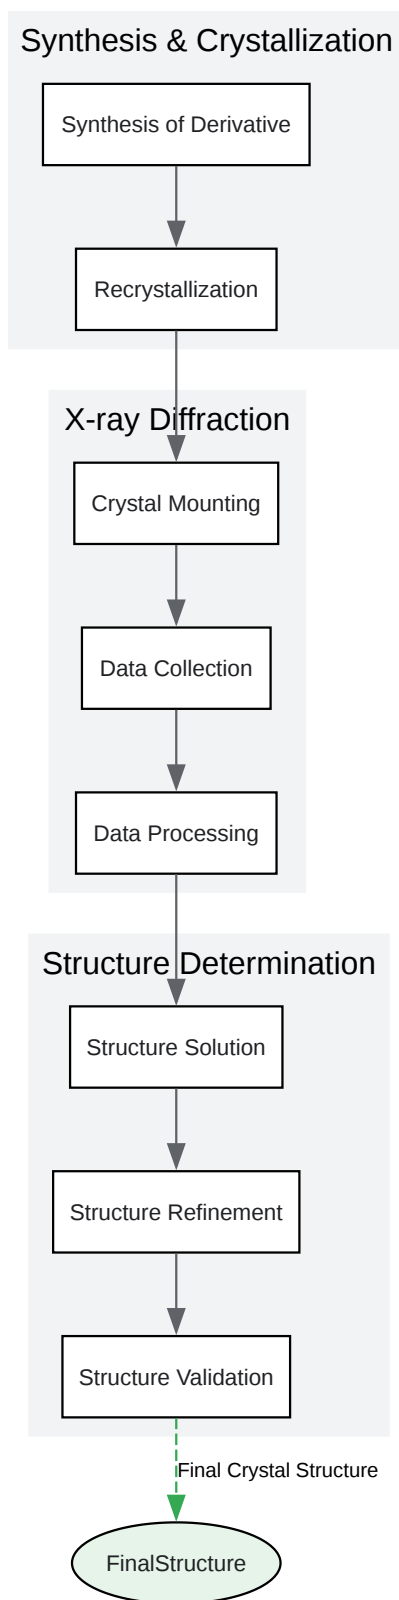 Synthesis & Crystallization
Synthesis of Derivative
Recrystallization
X-ray Diffraction
Crystal Mounting
Data Collection
Data Processing
Structure Determination
Structure Solution
Structure Refinement
Structure Validation
Final Crystal Structure
FinalStructure